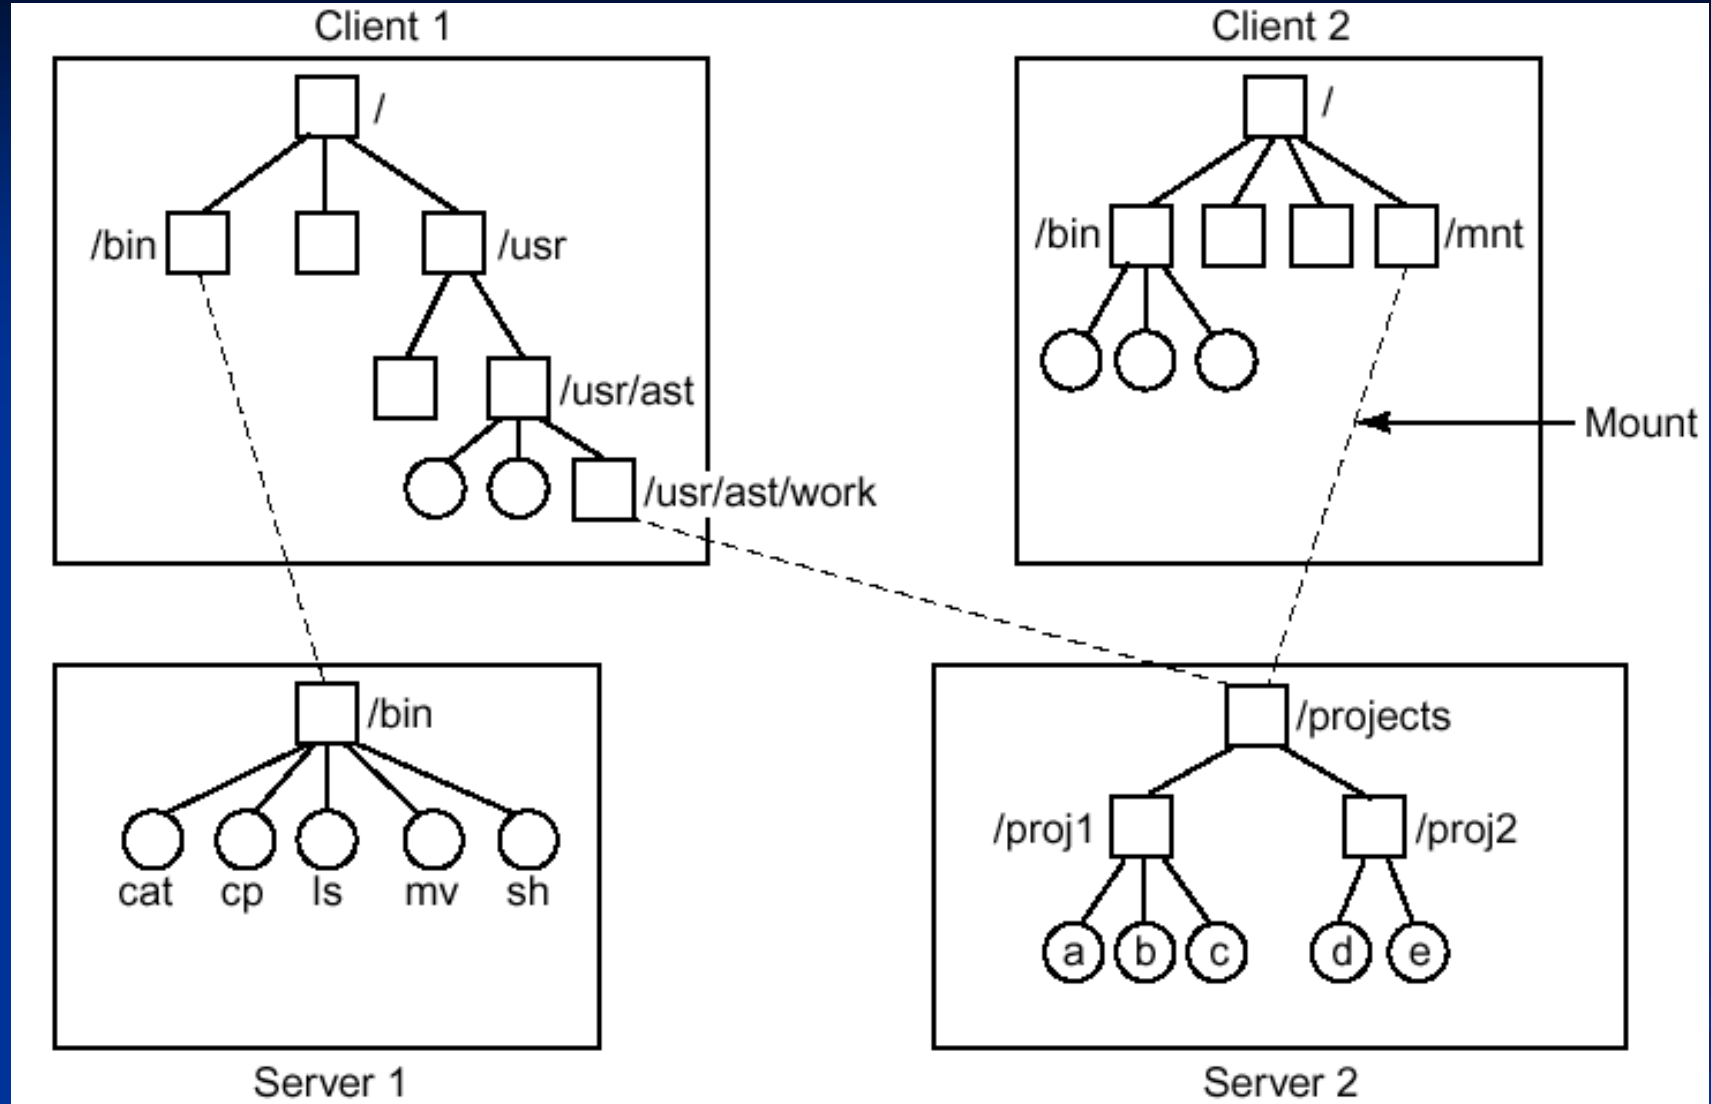 Client 1
Client 2
/
/
/bin
/usr
/bin
/mnt
/usr/ast
Mount
/usr/ast/work
/bin
/projects
/proj1
/proj2
cat cp ls mv sh
a b c d e
Server 1
Server 2